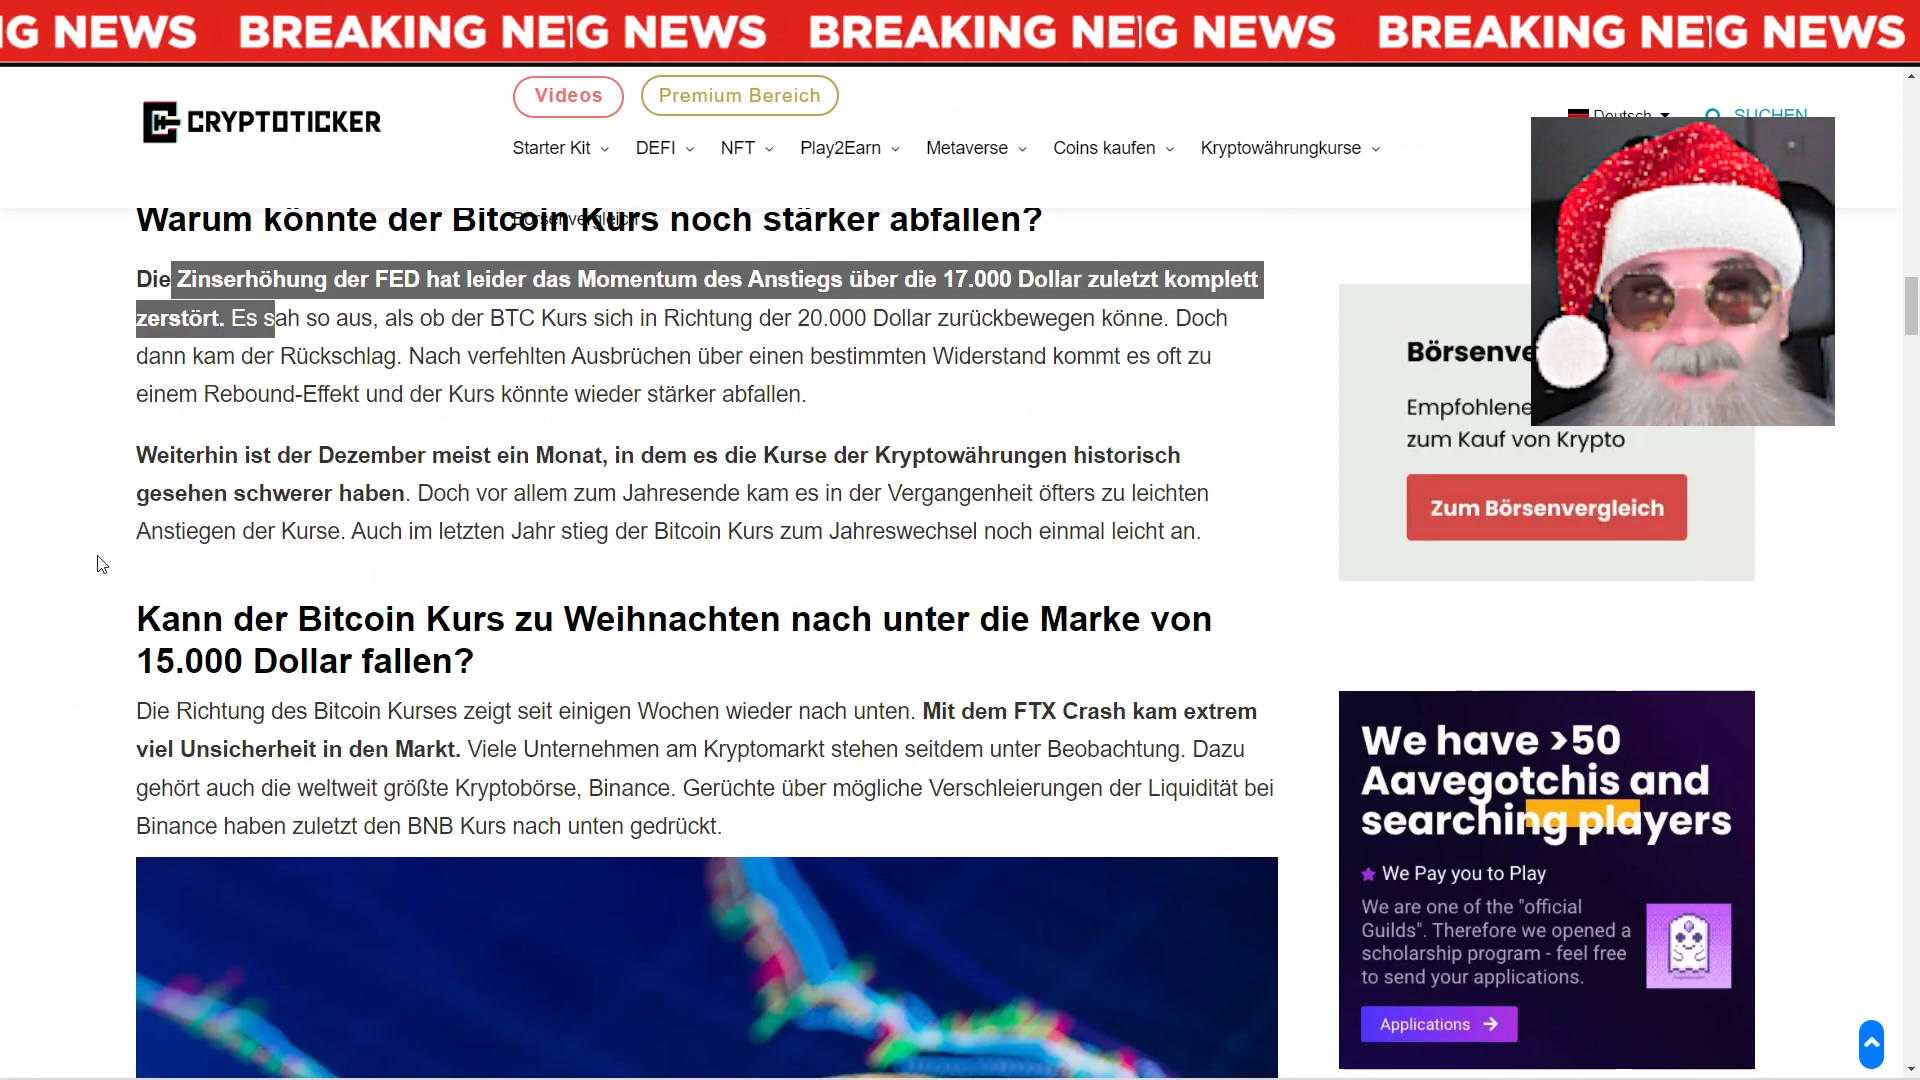 G NEWS BREAKING NE G NEWS BREAKING NE G NEWS BREAKING NE G NEWS
Videos
Premium Bereich
Deutsch
SUCHEN
CRYPTOTICKER
Starter Kit
DEFI
NFT
Play2Earn
Metaverse
Coins kaufen
Kryptowährungkurse
Börsenvergleich
Warum könnte der Bitcoin Kurs noch stärker abfallen?
Die Zinserhöhung der FED hat leider das Momentum des Anstiegs über die 17.000 Dollar zuletzt komplett
zerstört. Es sah so aus, als ob der BTC Kurs sich in Richtung der 20.000 Dollar zurückbewegen könne. Doch
dann kam der Rückschlag. Nach verfehlten Ausbrüchen über einen bestimmten Widerstand kommt es oft zu
einem Rebound-Effekt und der Kurs könnte wieder stärker abfallen.
Weiterhin ist der Dezember meist ein Monat, in dem es die Kurse der Kryptowährungen historisch
gesehen schwerer haben. Doch vor allem zum Jahresende kam es in der Vergangenheit öfters zu leichten
Anstiegen der Kurse. Auch im letzten Jahr stieg der Bitcoin Kurs zum Jahreswechsel noch einmal leicht an.
Kann der Bitcoin Kurs zu Weihnachten nach unter die Marke von
15.000 Dollar fallen?
Die Richtung des Bitcoin Kurses zeigt seit einigen Wochen wieder nach unten. Mit dem FTX Crash kam extrem
viel Unsicherheit in den Markt. Viele Unternehmen am Kryptomarkt stehen seitdem unter Beobachtung. Dazu
gehört auch die weltweit größte Kryptobörse, Binance. Gerüchte über mögliche Verschleierungen der Liquidität bei
Binance haben zuletzt den BNB Kurs nach unten gedrückt.
Börsenve
Empfohlene
zum Kauf von Krypto
Zum Börsenvergleich
We have >50
Aavegotchis and
searching players
We Pay you to Play
We are one of the "official
Guilds". Therefore we opened a
scholarship program - feel free
to send your applications.
Applications →